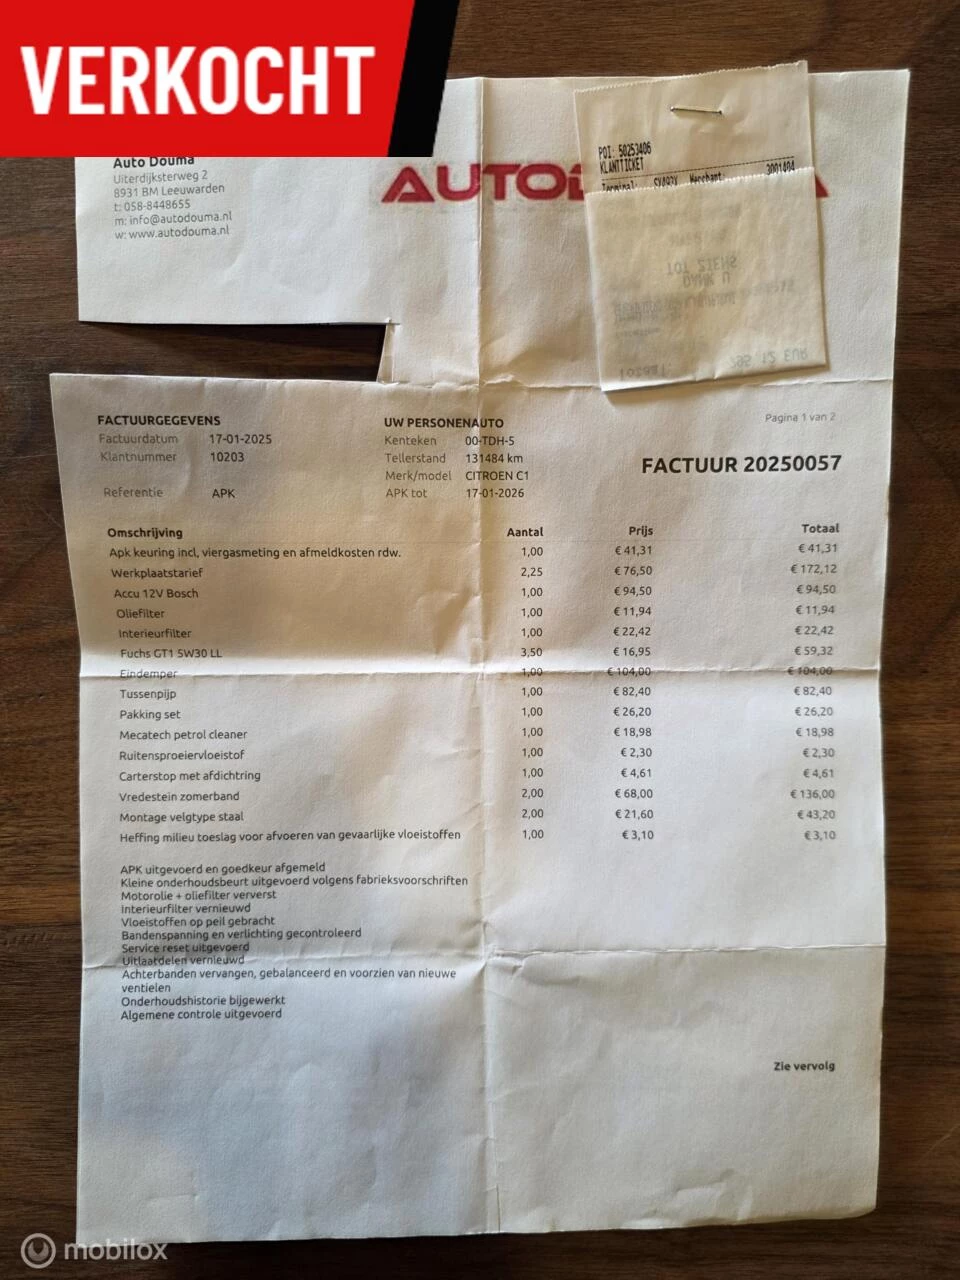 VERKOCHT
Auto Douma
Uiterdijksterweg 2
8931 BM Leeuwarden
t: 058-8448655
m: info@autodouma.nl
w: www.autodouma.nl
POI: 50253406
KLANTTICKET
Terminal: Merchant: 3001404
TOT ZIENS
DANK U
Totaal: EUR
FACTUURGEGEVENS
Factuurdatum 17-01-2025
Klantnummer 10203
Referentie APK
UW PERSONENAUTO
Kenteken 00-TDH-5
Tellerstand 131484 km
Merk/model CITROEN C1
APK tot 17-01-2026
Pagina 1 van 2
FACTUUR 20250057
Omschrijving Aantal Prijs Totaal
Apk keuring incl, viergasmeting en afmeldkosten rdw. 1,00 € 41,31 € 41,31
Werkplaatstarief 2,25 € 76,50 € 172,12
Accu 12V Bosch 1,00 € 94,50 € 94,50
Oliefilter 1,00 € 11,94 € 11,94
Interieurfilter 1,00 € 22,42 € 22,42
Fuchs GT1 5W30 LL 3,50 € 16,95 € 59,32
Einddemper 1,00 € 104,00 € 104,00
Tussenpijp 1,00 € 82,40 € 82,40
Pakking set 1,00 € 26,20 € 26,20
Mecatech petrol cleaner 1,00 € 18,98 € 18,98
Ruitensproeiervloeistof 1,00 € 2,30 € 2,30
Carterstop met afdichtring 1,00 € 4,61 € 4,61
Vredestein zomerband 2,00 € 68,00 € 136,00
Montage velgtype staal 2,00 € 21,60 € 43,20
Heffing milieu toeslag voor afvoeren van gevaarlijke vloeistoffen 1,00 € 3,10 € 3,10
APK uitgevoerd en goedkeur afgemeld
Kleine onderhoudsbeurt uitgevoerd volgens fabrieksvoorschriften
Motorolie + oliefilter ververst
Interieurfilter vernieuwd
Vloeistoffen op peil gebracht
Bandenspanning en verlichting gecontroleerd
Service reset uitgevoerd
Uitlaatdelen vernieuwd
Achterbanden vervangen, gebalanceerd en voorzien van nieuwe
ventielen
Onderhoudshistorie bijgewerkt
Algemene controle uitgevoerd
Zie vervolg
mobilox